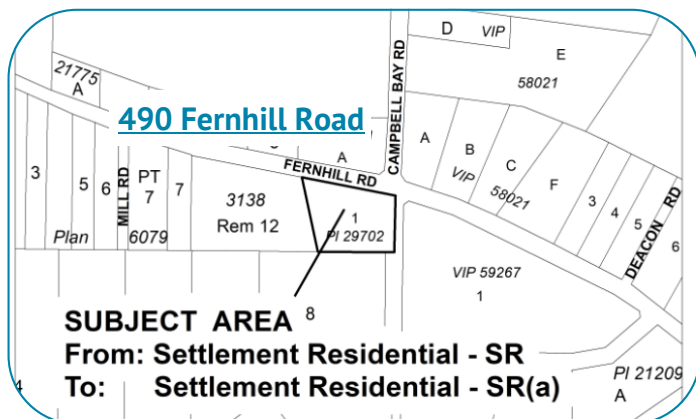 D VIP
E
58021
21775
A
CAMPBELL BAY RD
490 Fernhill Road
A
FERNHILL RD
A
B
VIP
C
58021
F
3
4
5
DEACON RD
6
3
5
6
MILL RD
PT
7
7
3138
Rem 12
1
Pl 29702
Plan 6079
VIP 59267
1
8
SUBJECT AREA
From: Settlement Residential - SR
To: Settlement Residential - SR(a)
Pl 21209
A
4